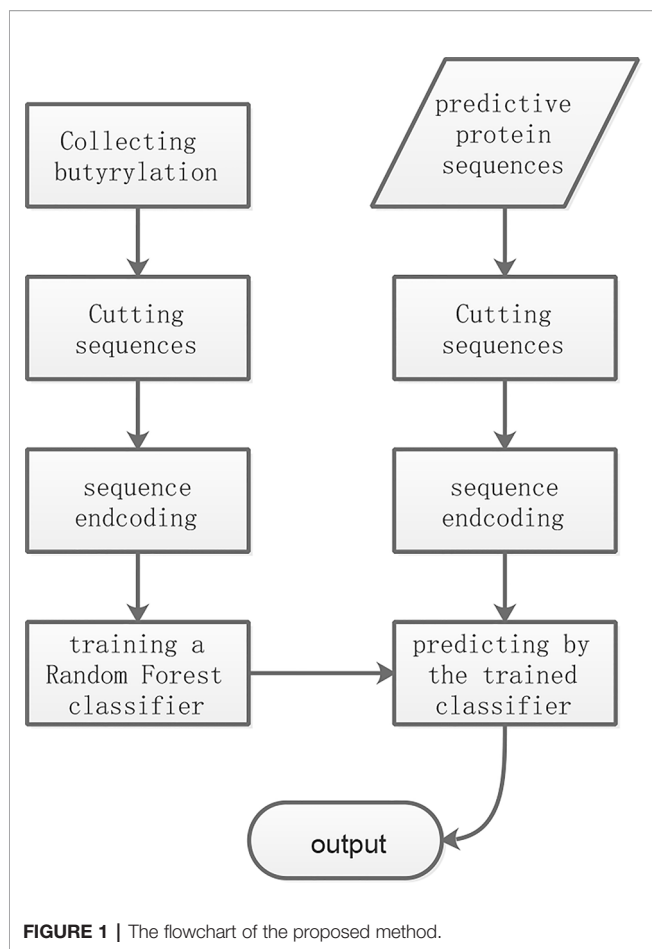 Collecting
butyrylation
Cutting
sequences
sequence
endcoding
training a
Random Forest
classifier
predictive
protein
sequences
Cutting
sequences
sequence
endcoding
predicting by
the trained
classifier
output
FIGURE 1 | The flowchart of the proposed method.